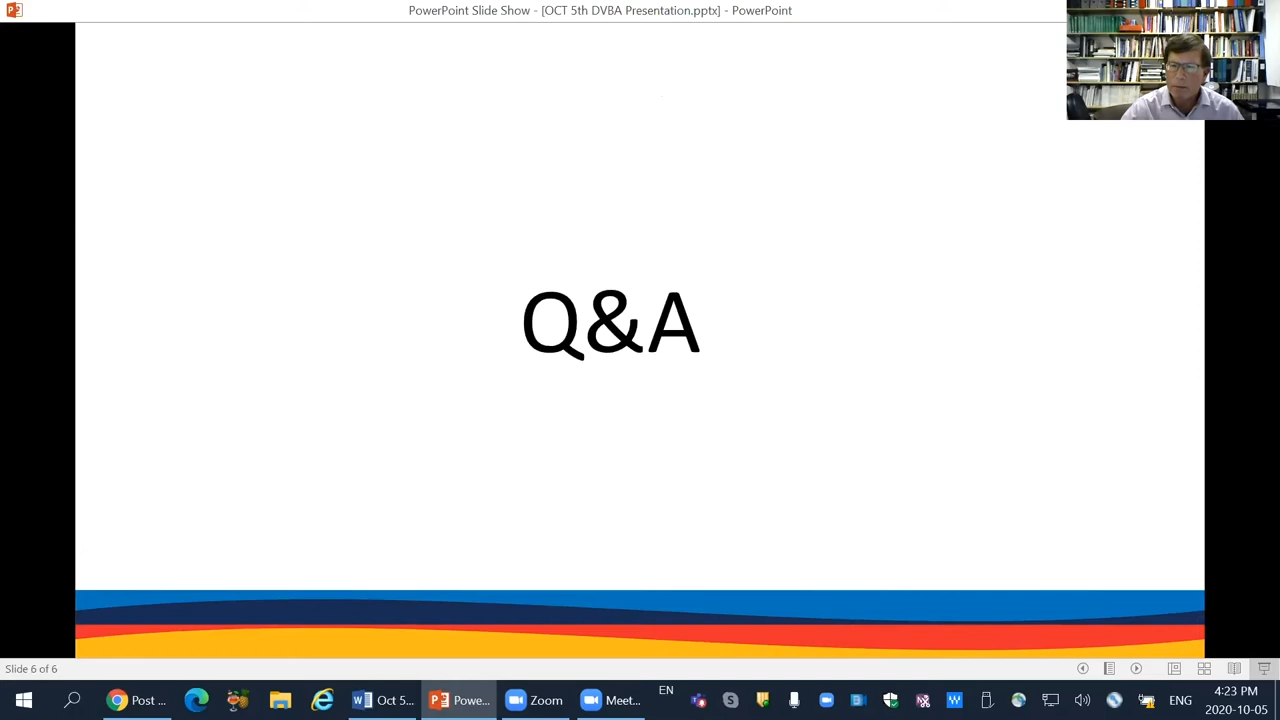 PowerPoint Slide Show - [OCT 5th DVBA Presentation.pptx] - PowerPoint
Q&A
Slide 6 of 6
Post ...
Oct 5...
Powe...
Zoom
Meet...
EN
ENG
4:23 PM
2020-10-05